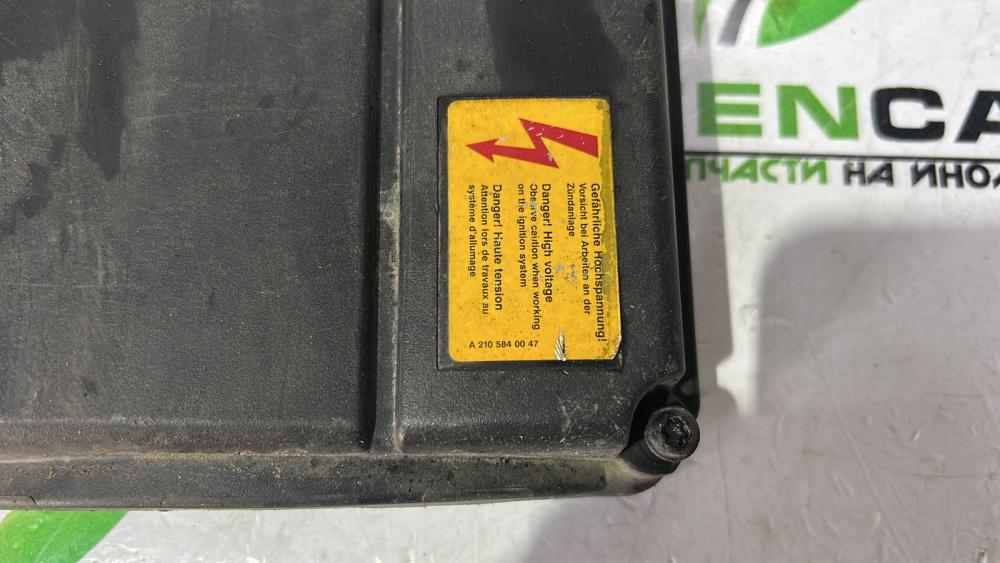 Gefährliche Hochspannung!
Vorsicht bei Arbeiten an der
Zündanlage
Danger! High voltage
Observe caution when working
on the ignition system
Danger! Haute tension
Attention lors de travaux au
système d'allumage
A 210 584 00 47
ENCA
ПЧАСТИ НА ИНО